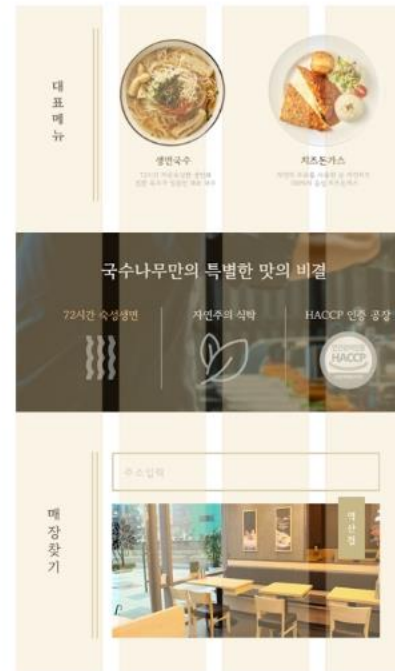 대표메뉴
생면국수
치즈돈가스
국수나무만의 특별한 맛의 비결
72시간 숙성생면
자연주의 식탁
HACCP 인증 공장
HACCP
매장찾기
주소입력
역삼점